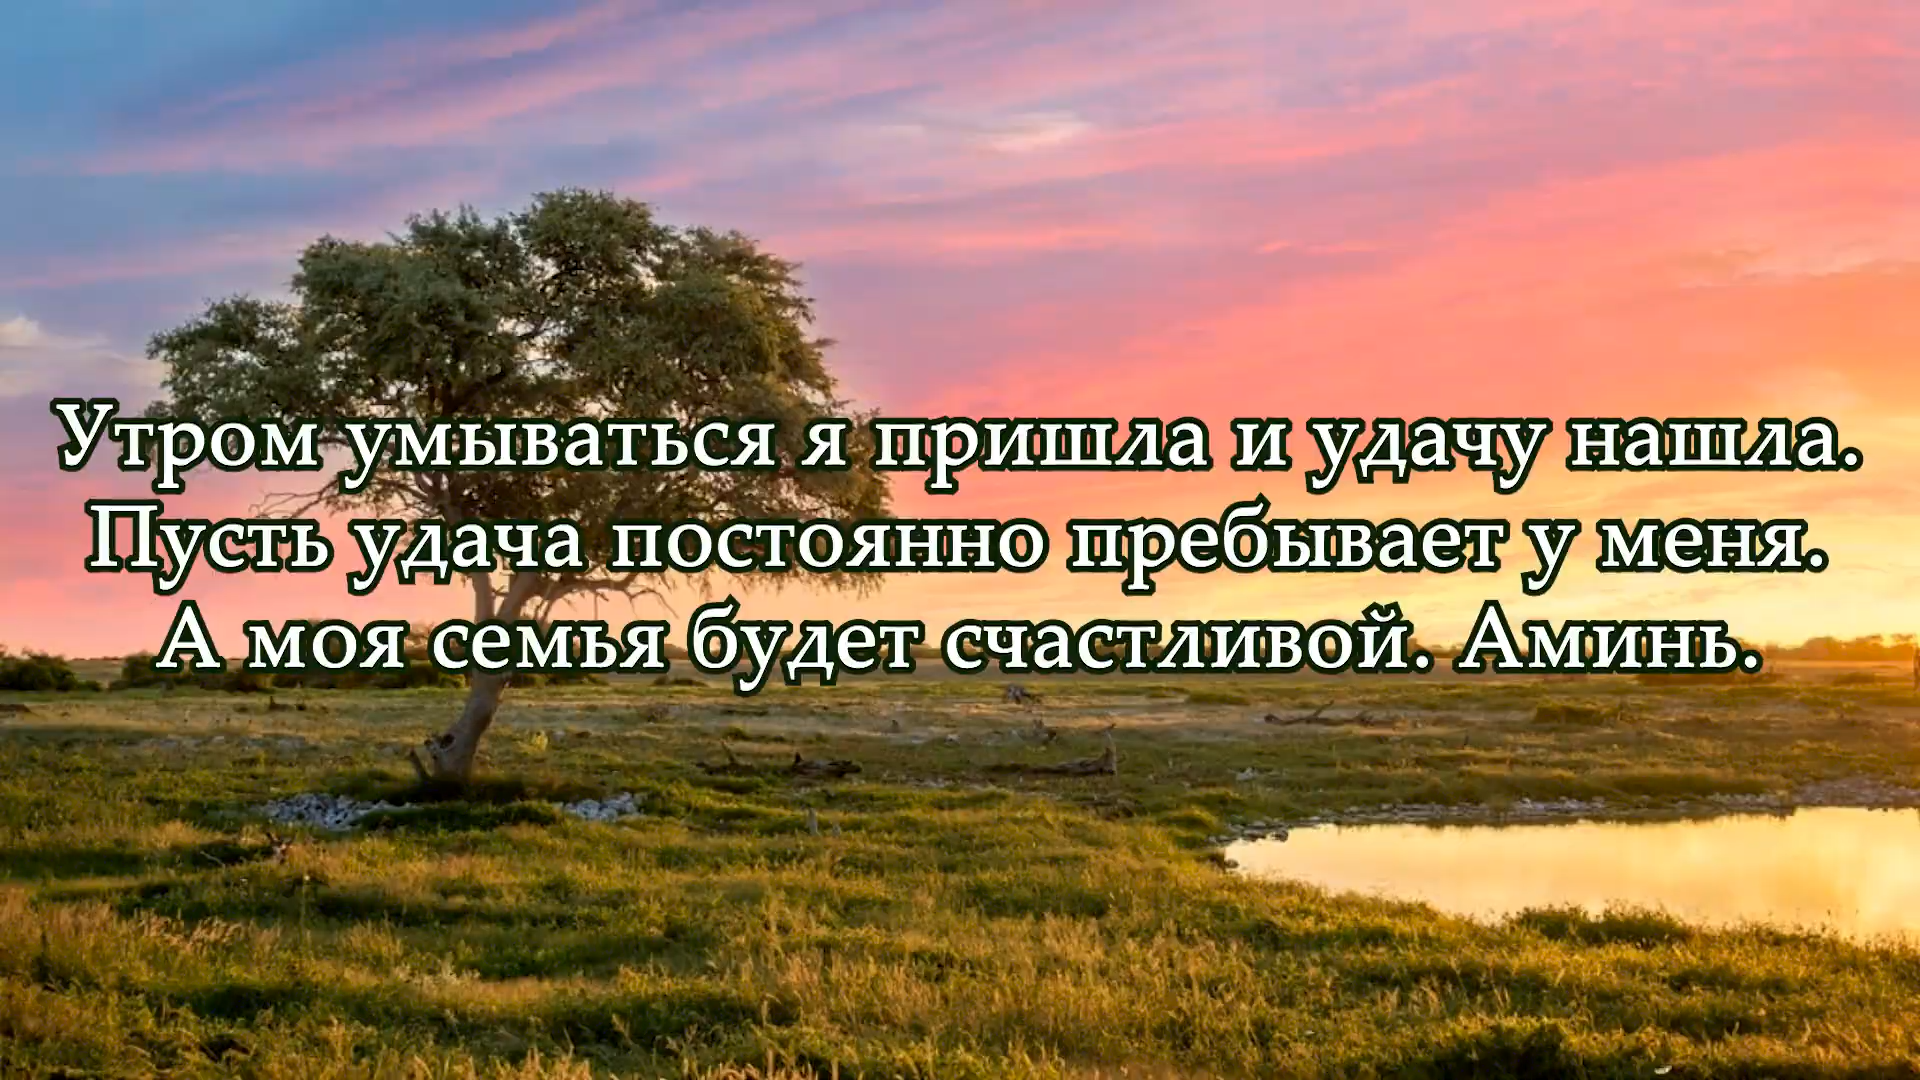 Утром умываться я пришла и удачу нашла.
Пусть удача постоянно пребывает у меня.
А моя семья будет счастливой. Аминь.